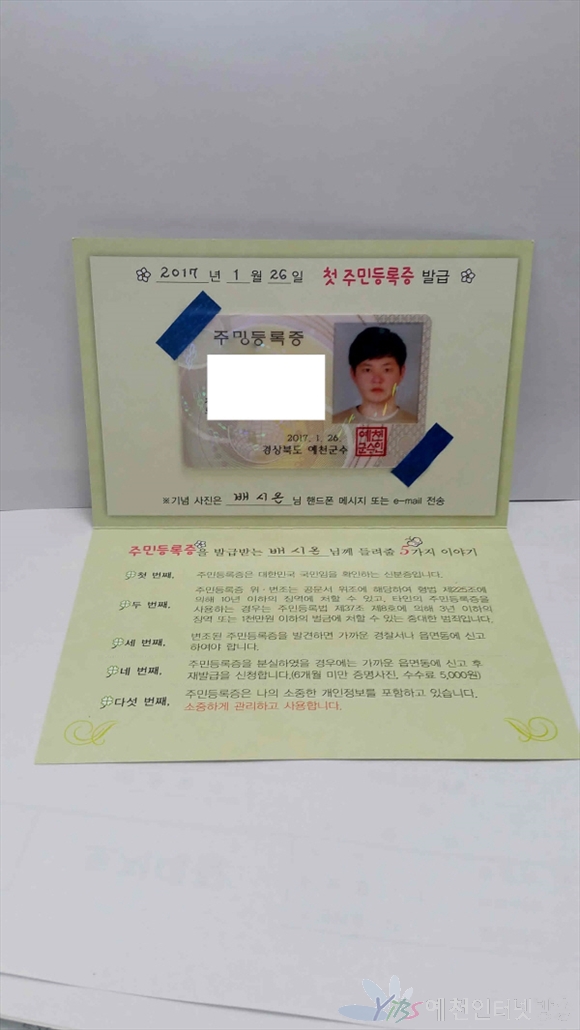 2017 년 1 월 26 일 첫 주민등록증 발급
주민등록증
2017. 1. 26.
경상북도 예천군수
예천
군수인
※기념 사진은 배 시 온 님 핸드폰 메시지 또는 e-mail 전송
주민등록증을 발급받는 배 시 온 님께 들려줄 5가지 이야기
첫 번째, 주민등록증은 대한민국 국민임을 확인하는 신분증입니다.
두 번째, 주민등록증 위·변조는 공문서 위조에 해당하여 형법 제225조에
의해 10년 이하의 징역에 처할 수 있고, 타인의 주민등록증을
사용하는 경우는 주민등록법 제37조 제8호에 의해 3년 이하의
징역 또는 1천만원 이하의 벌금에 처할 수 있는 중대한 범죄입니다.
세 번째, 변조된 주민등록증을 발견하면 가까운 경찰서나 읍면동에 신고
하여야 합니다.
네 번째, 주민등록증을 분실하였을 경우에는 가까운 읍면동에 신고 후
재발급을 신청합니다.(6개월 미만 증명사진, 수수료 5,000원)
다섯 번째, 주민등록증은 나의 소중한 개인정보를 포함하고 있습니다.
소중하게 관리하고 사용합니다.
YIBS 예천인터넷방송